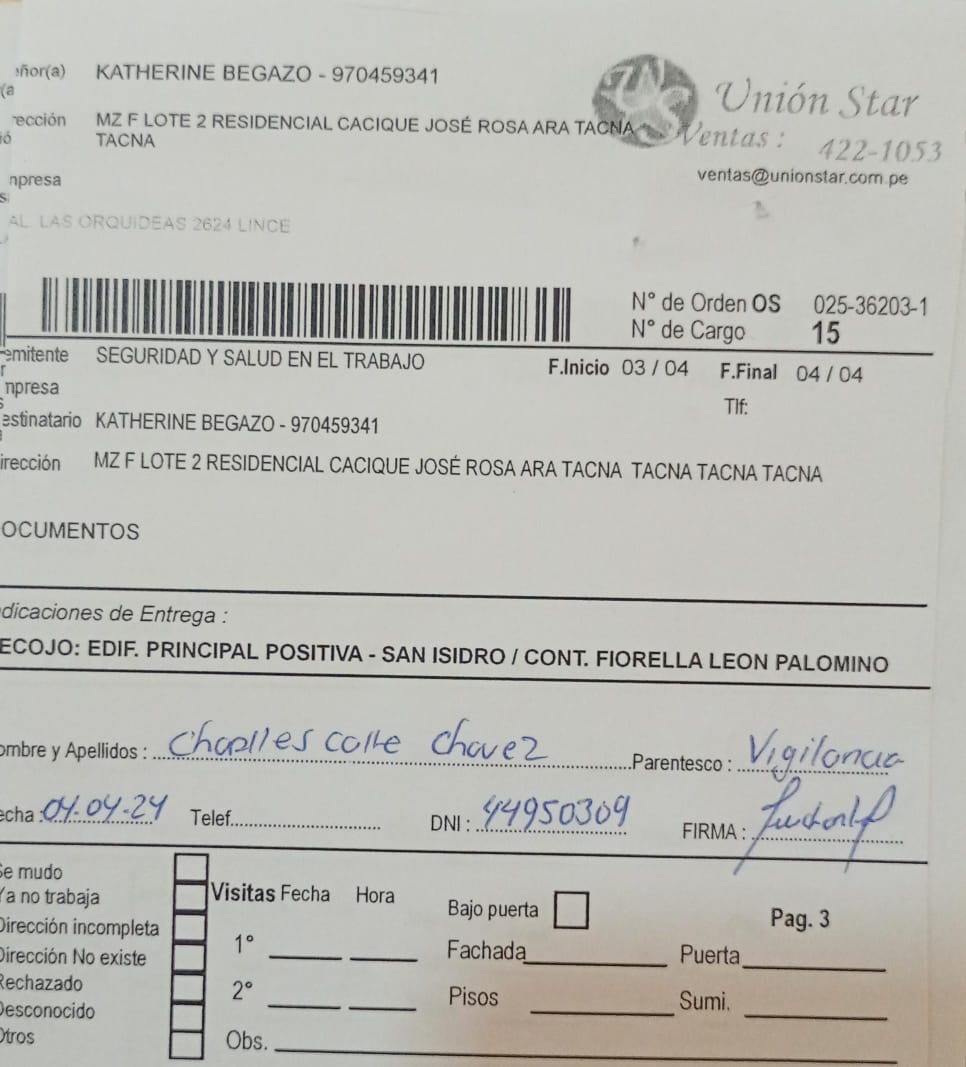 eñor(a) KATHERINE BEGAZO - 970459341
Unión Star
rección MZ F LOTE 2 RESIDENCIAL CACIQUE JOSÉ ROSA ARA TACNA
TACNA
Ventas : 422-1053
npresa
ventas@unionstar.com.pe
AL. LAS ORQUIDEAS 2624 LINCE
N° de Orden OS 025-36203-1
N° de Cargo 15
emitente SEGURIDAD Y SALUD EN EL TRABAJO
F.Inicio 03 / 04 F.Final 04 / 04
npresa
Tlf:
estinatario KATHERINE BEGAZO - 970459341
irección MZ F LOTE 2 RESIDENCIAL CACIQUE JOSÉ ROSA ARA TACNA TACNA TACNA TACNA
OCUMENTOS
dicaciones de Entrega :
ECOJO: EDIF. PRINCIPAL POSITIVA - SAN ISIDRO / CONT. FIORELLA LEON PALOMINO
ombre y Apellidos : Charlles calle Chavez Parentesco : Vigilancia
echa : 04-04-24 Telef. DNI : 44950309 FIRMA :
Se mudo
Ya no trabaja
Dirección incompleta
Dirección No existe
Rechazado
Desconocido
Otros
Visitas Fecha Hora
1°
2°
Obs.
Bajo puerta
Pag. 3
Fachada Puerta
Pisos Sumi.